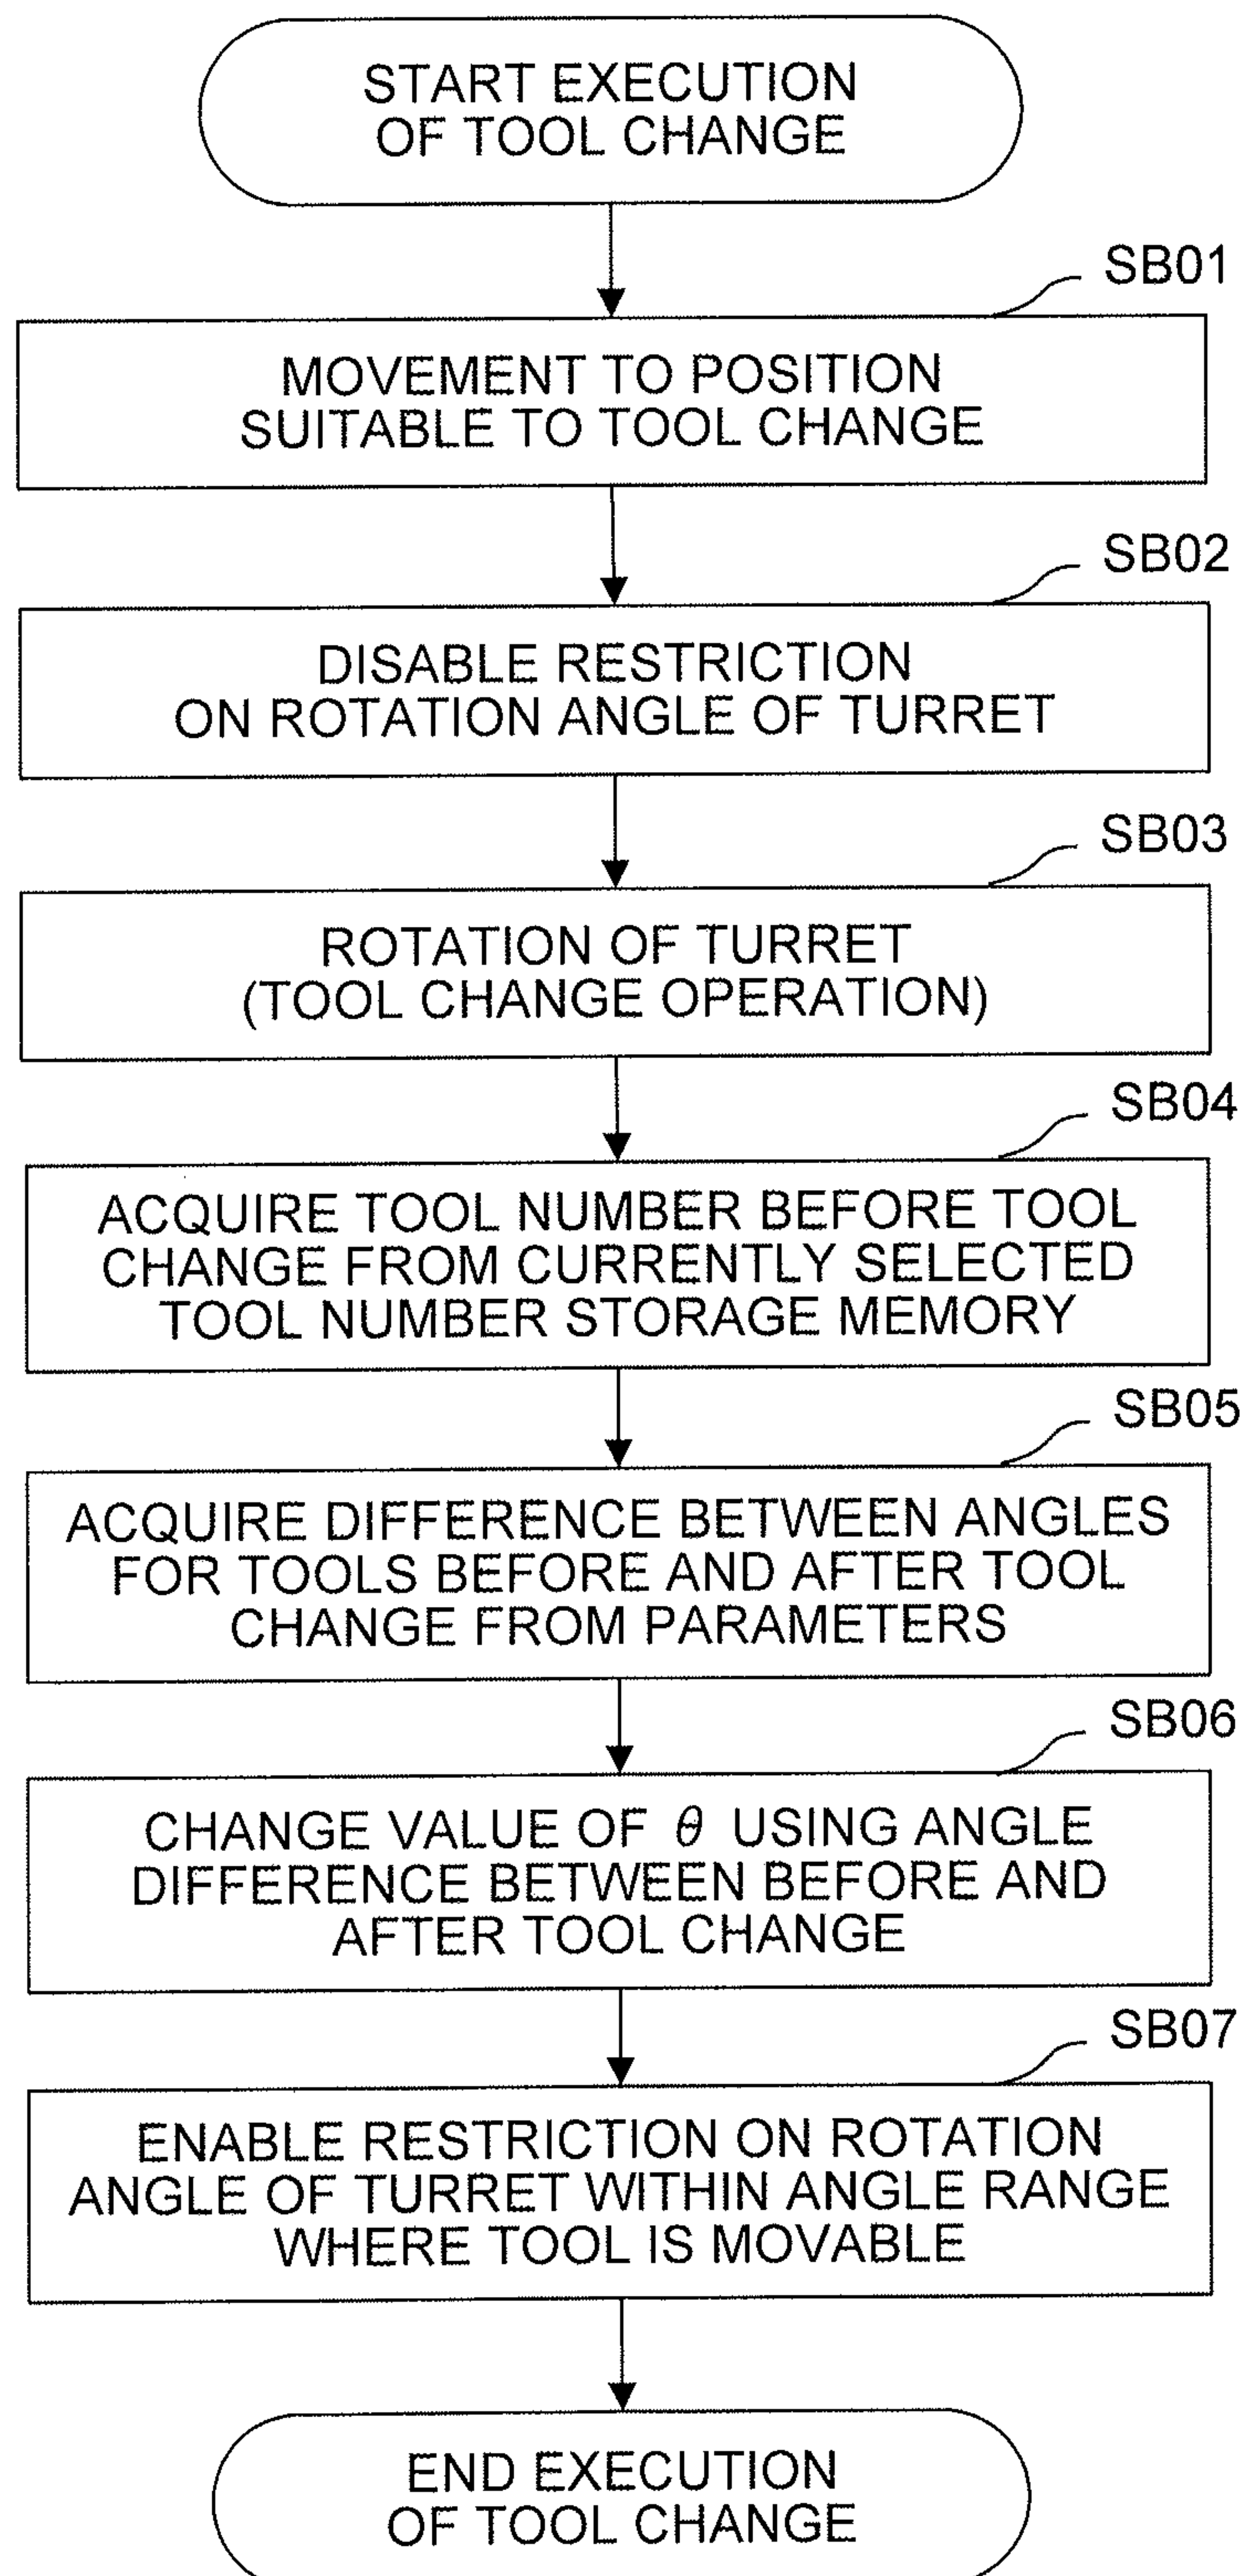 START EXECUTION
OF TOOL CHANGE
SB01
MOVEMENT TO POSITION
SUITABLE TO TOOL CHANGE
SB02
DISABLE RESTRICTION
ON ROTATION ANGLE OF TURRET
SB03
ROTATION OF TURRET
(TOOL CHANGE OPERATION)
SB04
ACQUIRE TOOL NUMBER BEFORE TOOL
CHANGE FROM CURRENTLY SELECTED
TOOL NUMBER STORAGE MEMORY
SB05
ACQUIRE DIFFERENCE BETWEEN ANGLES
FOR TOOLS BEFORE AND AFTER TOOL
CHANGE FROM PARAMETERS
SB06
CHANGE VALUE OF θ USING ANGLE
DIFFERENCE BETWEEN BEFORE AND
AFTER TOOL CHANGE
SB07
ENABLE RESTRICTION ON ROTATION
ANGLE OF TURRET WITHIN ANGLE RANGE
WHERE TOOL IS MOVABLE
END EXECUTION
OF TOOL CHANGE